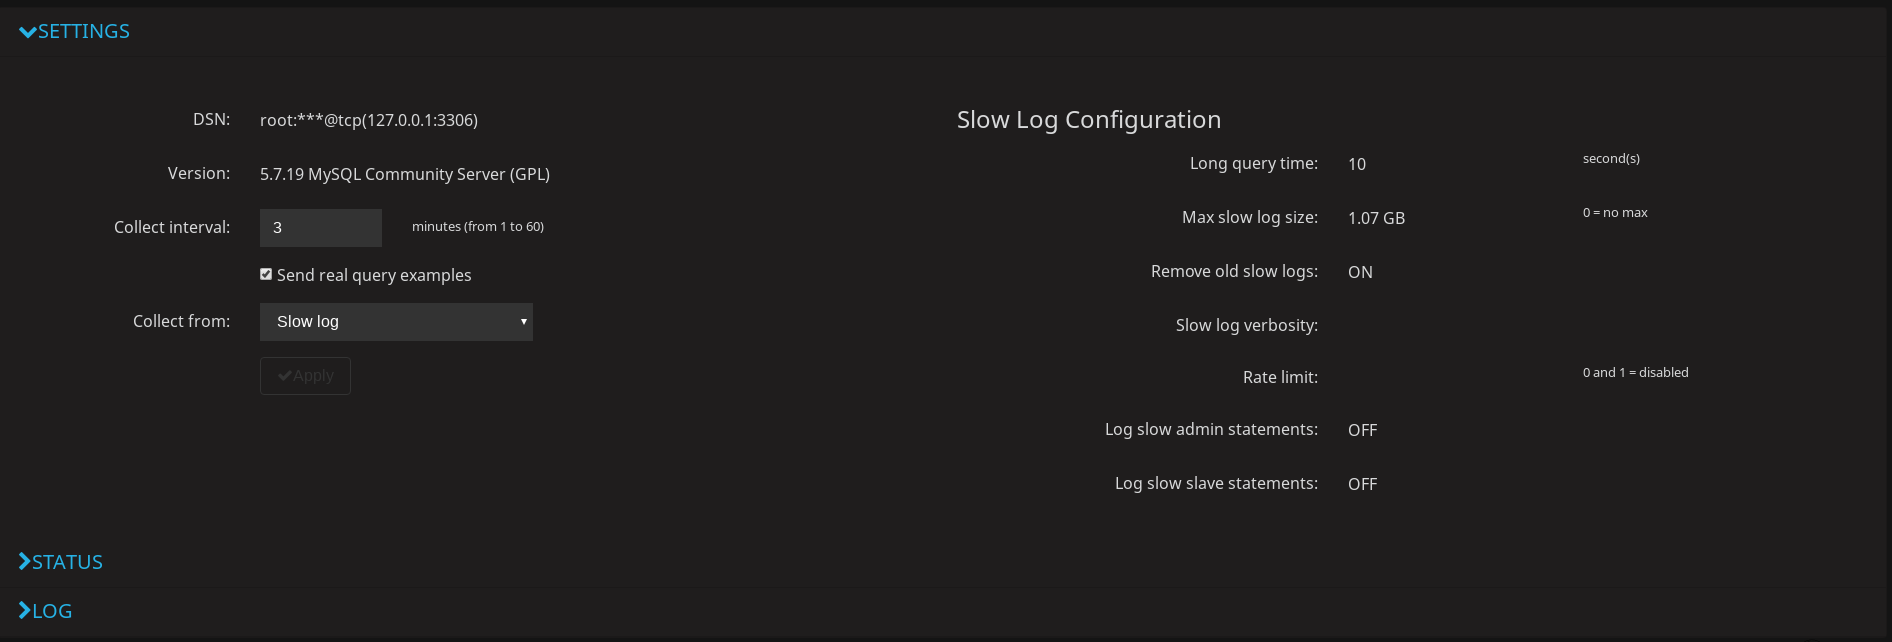 SETTINGS
DSN: root:***@tcp(127.0.0.1:3306)
Version: 5.7.19 MySQL Community Server (GPL)
Collect interval: 3 minutes (from 1 to 60)
Send real query examples
Collect from: Slow log
Apply
Slow Log Configuration
Long query time: 10 second(s)
Max slow log size: 1.07 GB 0 = no max
Remove old slow logs: ON
Slow log verbosity:
Rate limit: 0 and 1 = disabled
Log slow admin statements: OFF
Log slow slave statements: OFF
STATUS
LOG